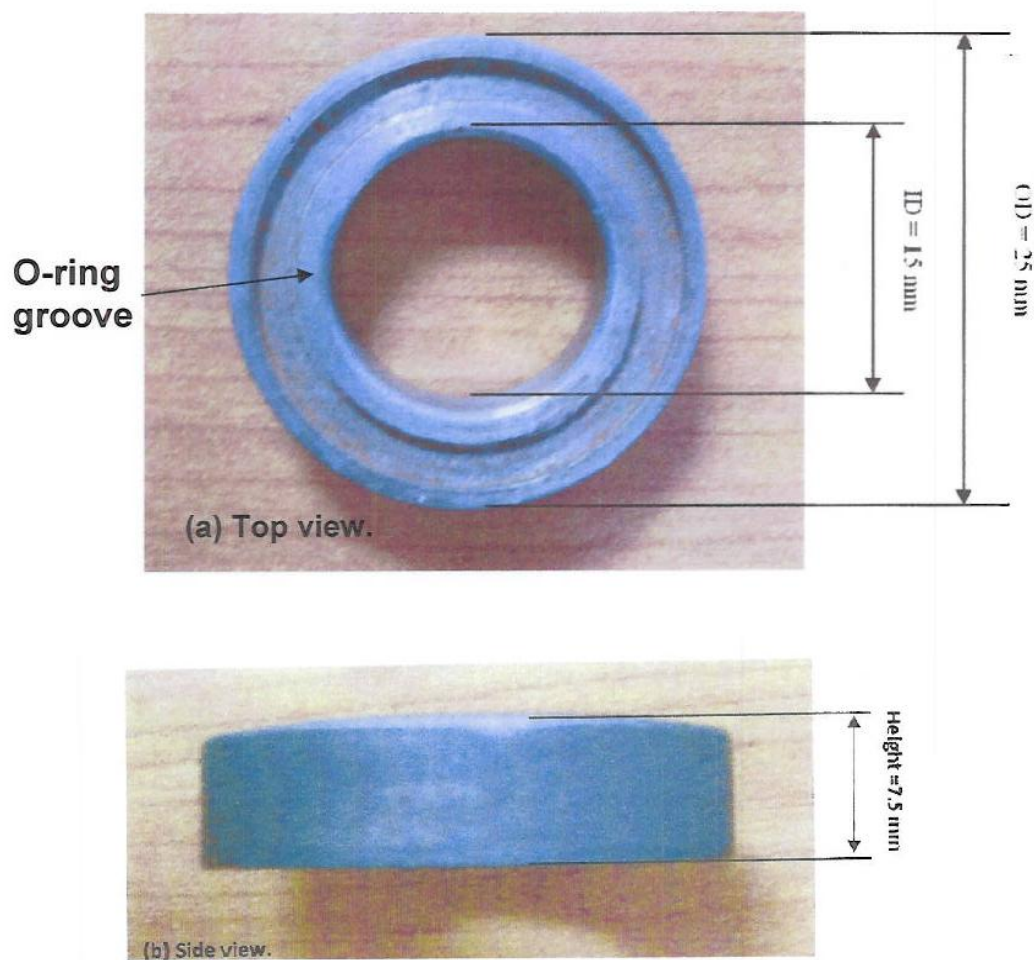 OD = 25 mm
ID = 15 mm
O-ring
groove
(a) Top view.
Height =7.5 mm
(b) Side view.